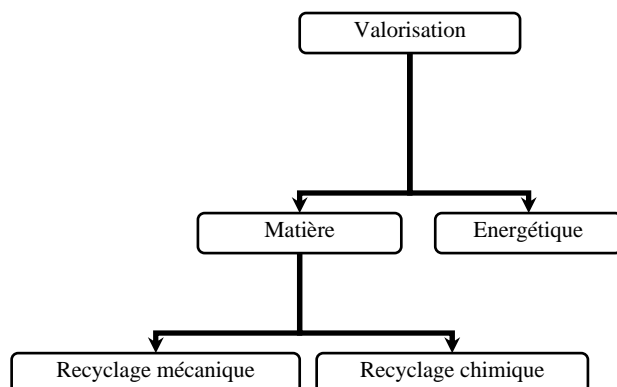 Valorisation
Matière
Energétique
Recyclage mécanique
Recyclage chimique